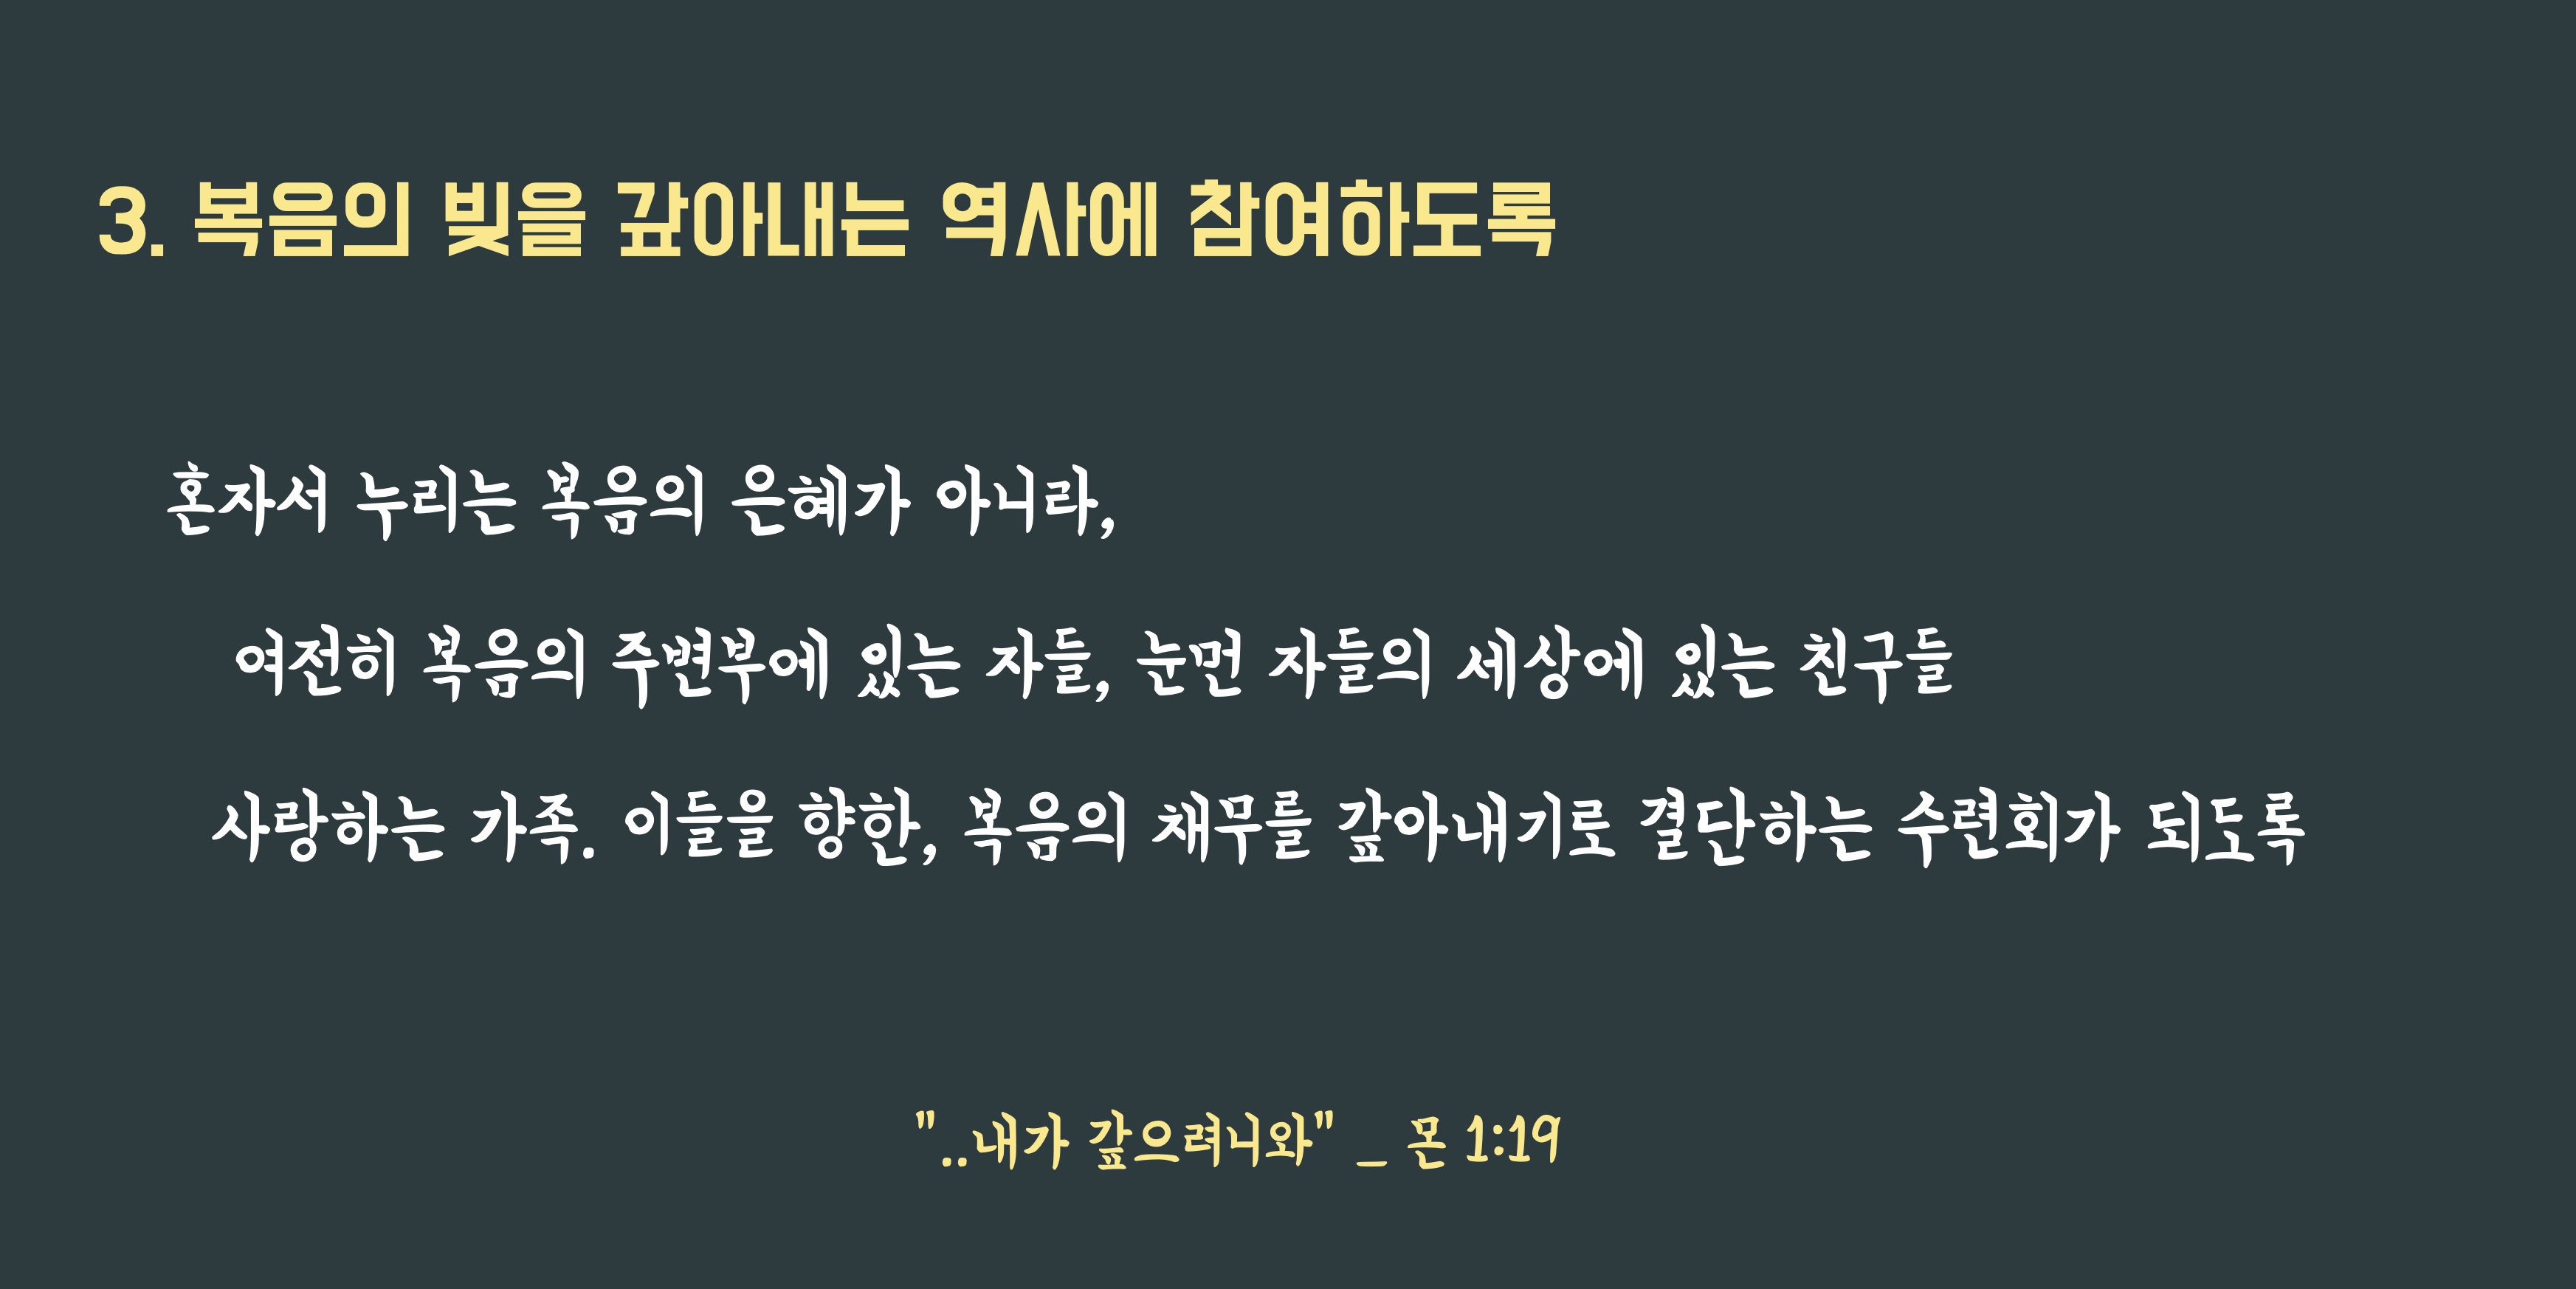 3. 복음의 빚을 갚아내는 역사에 참여하도록
혼자서 누리는 복음의 은혜가 아니라,
여전히 복음의 주변부에 있는 자들, 눈먼 자들의 세상에 있는 친구들
사랑하는 가족. 이들을 향한, 복음의 채무를 갚아내기로 결단하는 수련회가 되도록
"..내가 갚으려니와" _ 몬 1:19